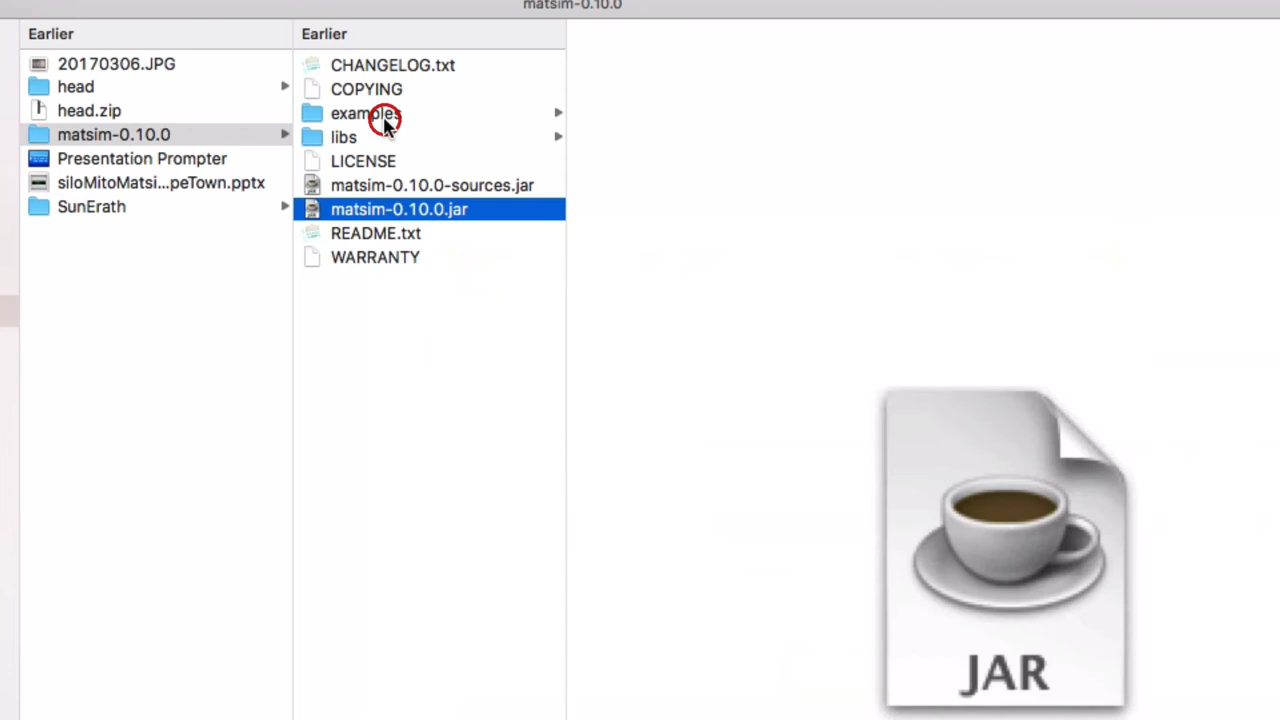 matsim-0.10.0
Earlier
20170306.JPG
head
head.zip
matsim-0.10.0
Presentation Prompter
siloMitoMatsi...peTown.pptx
SunErath
Earlier
CHANGELOG.txt
COPYING
examples
libs
LICENSE
matsim-0.10.0-sources.jar
matsim-0.10.0.jar
README.txt
WARRANTY
JAR